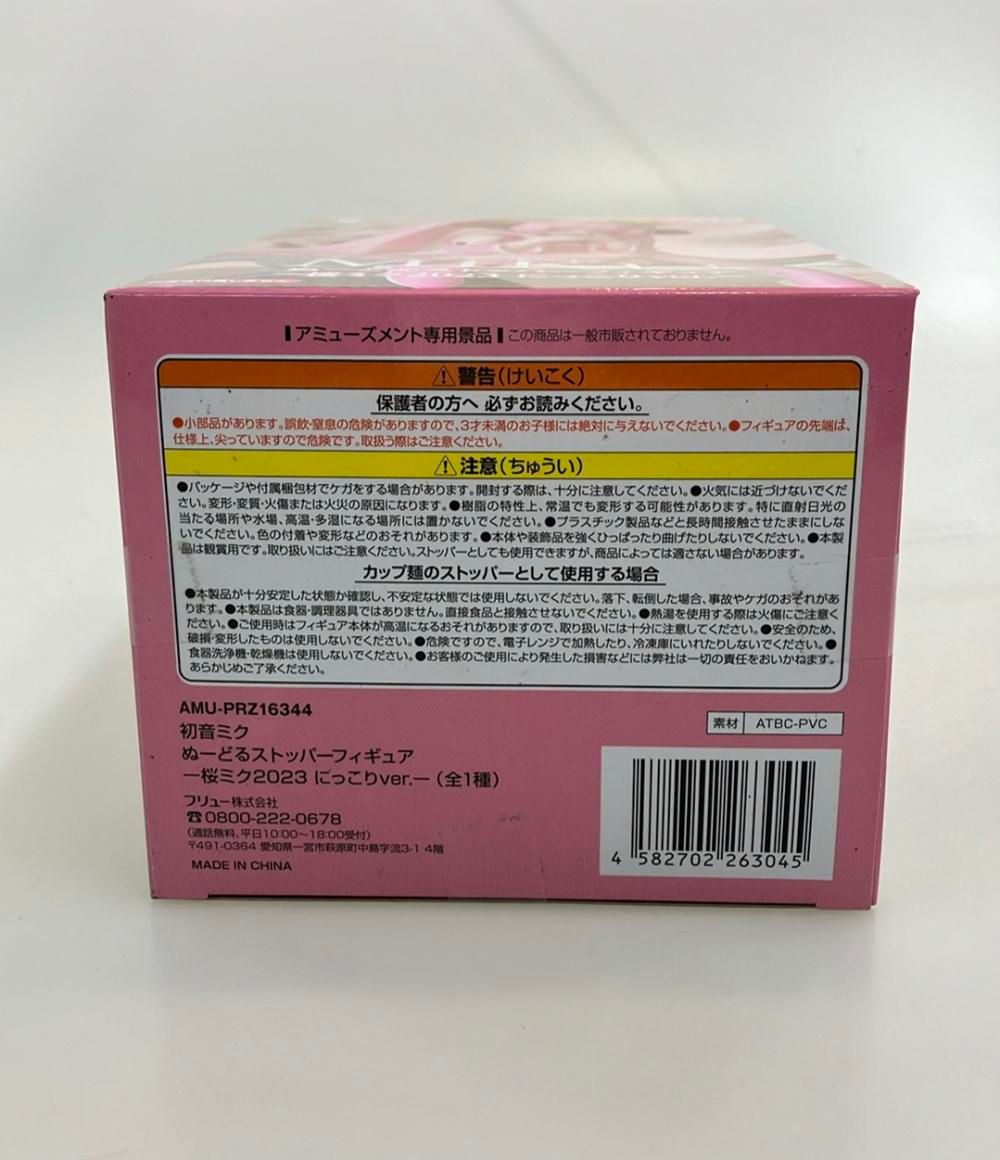 アミューズメント専用景品 この商品は一般市販されておりません。
⚠警告(けいこく)
保護者の方へ 必ずお読みください。
●小部品があります。誤飲・窒息の危険がありますので、3才未満のお子様には絶対に与えないでください。●フィギュアの先端は、
仕様上、尖っていますので危険です。取扱う際はご注意ください。
⚠注意(ちゅうい)
●パッケージや付属梱包材でケガをする場合があります。開封する際は、十分に注意してください。●火気には近づけないでくだ
さい。変形・変質・火傷または火災の原因になります。●樹脂の特性上、常温でも変形する可能性があります。特に直射日光の
当たる場所や水場、高温・多湿になる場所には置かないでください。●プラスチック製品などと長時間接触させたままにしな
いでください。色の付着や変形などのおそれがあります。●本体や装飾品を強くひっぱったり曲げたりしないでください。●本製
品は観賞用です。取り扱いにはご注意ください。ストッパーとしても使用できますが、商品によっては適さない場合があります。
カップ麺のストッパーとして使用する場合
●本製品が十分安定した状態か確認し、不安定な状態では使用しないでください。落下、転倒した場合、事故やケガのおそれがあ
ります。●本製品は食器・調理器具ではありません。直接食品と接触させないでください。●熱湯を使用する際は火傷にご注意く
ださい。●ご使用時はフィギュア本体が高温になるおそれがありますので、取り扱いには十分に注意してください。●安全のため、
破損・変形したものは使用しないでください。●危険ですので、電子レンジで加熱したり、冷凍庫にいれたりしないでください。●
食器洗浄機・乾燥機は使用しないでください。●お客様のご使用により発生した損害などには弊社は一切の責任をおいかねます。
あらかじめご了承ください。
AMU-PRZ16344
初音ミク
ぬーどるストッパーフィギュア
―桜ミク2023 にっこりver.―(全1種)
フリュー株式会社
☎0800-222-0678
(通話無料、平日10:00〜18:00受付)
〒491-0364 愛知県一宮市萩原町中島字流3-1 4階
MADE IN CHINA
素材 ATBC-PVC
4 582702 263045